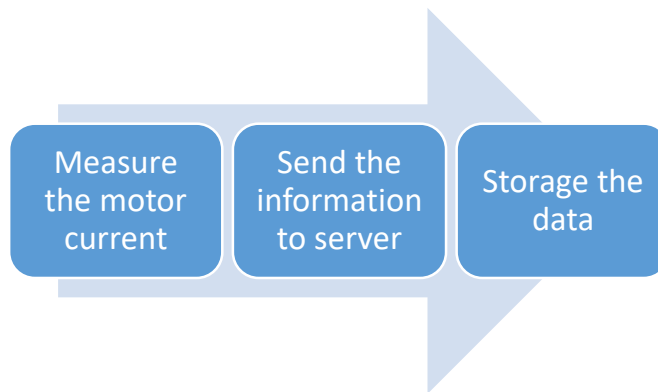 Measure
the motor
current
Send the
information
to server
Storage the
data